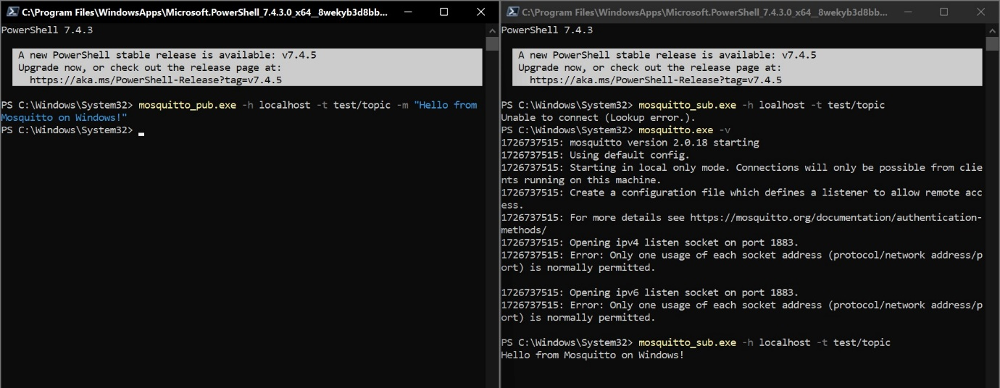 C:\Program Files\WindowsApps\Microsoft.PowerShell_7.4.3.0_x64__8wekyb3d8bb...
PowerShell 7.4.3
A new PowerShell stable release is available: v7.4.5
Upgrade now, or check out the release page at:
https://aka.ms/PowerShell-Release?tag=v7.4.5
PS C:\Windows\System32> mosquitto_pub.exe -h localhost -t test/topic -m "Hello from
Mosquitto on Windows!"
PS C:\Windows\System32>
C:\Program Files\WindowsApps\Microsoft.PowerShell_7.4.3.0_x64__8wekyb3d8bb...
PowerShell 7.4.3
A new PowerShell stable release is available: v7.4.5
Upgrade now, or check out the release page at:
https://aka.ms/PowerShell-Release?tag=v7.4.5
PS C:\Windows\System32> mosquitto_sub.exe -h loalhost -t test/topic
Unable to connect (Lookup error.).
PS C:\Windows\System32> mosquitto.exe -v
1726737515: mosquitto version 2.0.18 starting
1726737515: Using default config.
1726737515: Starting in local only mode. Connections will only be possible from clie
nts running on this machine.
1726737515: Create a configuration file which defines a listener to allow remote acc
ess.
1726737515: For more details see https://mosquitto.org/documentation/authentication-
methods/
1726737515: Opening ipv4 listen socket on port 1883.
1726737515: Error: Only one usage of each socket address (protocol/network address/p
ort) is normally permitted.
1726737515: Opening ipv6 listen socket on port 1883.
1726737515: Error: Only one usage of each socket address (protocol/network address/p
ort) is normally permitted.
PS C:\Windows\System32> mosquitto_sub.exe -h localhost -t test/topic
Hello from Mosquitto on Windows!